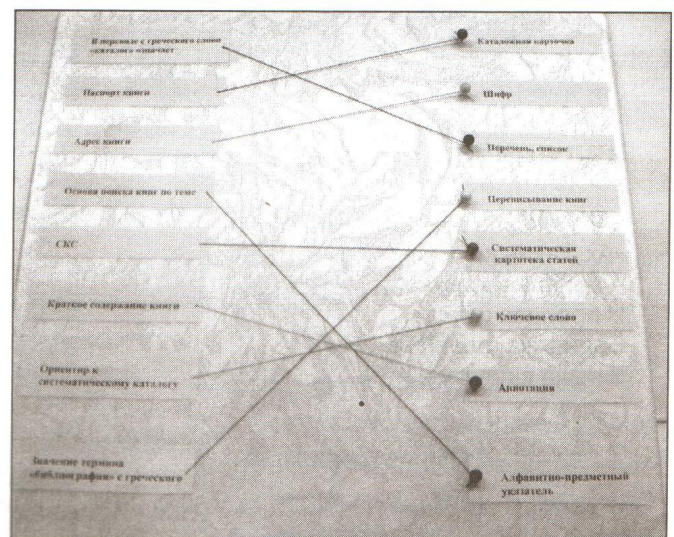 В переводе с греческого слово
«каталог» означает
Паспорт книги
Адрес книги
Основа поиска книг по теме
СКС
Краткое содержание книги
Ориентир к
систематическому каталогу
Значение термина
«библиография» с греческого
Каталожная карточка
Шифр
Перечень, список
Переписывание книг
Систематическая
картотека статей
Ключевое слово
Аннотация
Алфавитно-предметный
указатель